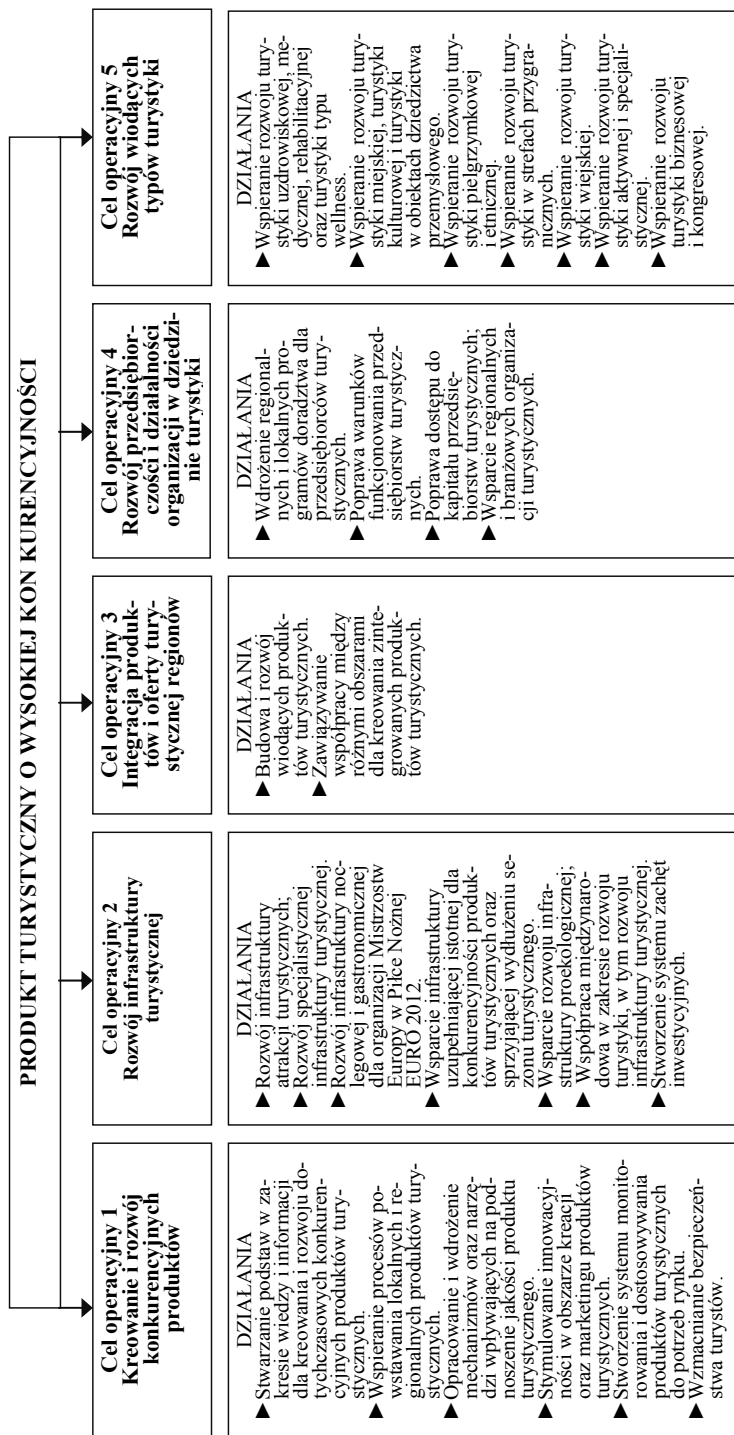 PRODUKT TURYSTYCZNY O WYSOKIEJ KON KURENCYJNOŚCI
Cel operacyjny 1
Kreowanie i rozwój
konkurencyjnych
produktów
DZIAŁANIA
▶Stwarzanie podstaw w za-
kresie wiedzy i informacji
dla kreowania i rozwoju do-
tychczasowych konkuren-
cyjnych produktów tury-
stycznych.
▶Wspieranie procesów po-
wstawania lokalnych i re-
gionalnych produktów tury-
stycznych.
▶Opracowanie i wdrożenie
mechanizmów oraz narzę-
dzi wpływających na pod-
noszenie jakości produktu
turystycznego.
▶Stymulowanie innowacyj-
ności w obszarze kreacji
oraz marketingu produktów
turystycznych.
▶Stworzenie systemu monito-
rowania i dostosowywania
produktów turystycznych
do potrzeb rynku.
▶Wzmacnianie bezpieczeń-
stwa turystów.
Cel operacyjny 2
Rozwój infrastruktury
turystycznej
DZIAŁANIA
▶Rozwój infrastruktury
atrakcji turystycznych;
▶Rozwój specjalistycznej
infrastruktury turystycznej.
▶Rozwój infrastruktury noc-
legowej i gastronomicznej
dla organizacji Mistrzostw
Europy w Piłce Nożnej
EURO 2012.
▶Wsparcie infrastruktury
uzupełniającej istotnej dla
konkurencyjności produk-
tów turystycznych oraz
sprzyjającej wydłużeniu se-
zonu turystycznego.
▶Wsparcie rozwoju infra-
struktury proekologicznej;
▶Współpraca międzynaro-
dowa w zakresie rozwoju
turystyki, w tym rozwoju
infrastruktury turystycznej.
▶Stworzenie systemu zachęt
inwestycyjnych.
Cel operacyjny 3
Integracja produk-
tów i oferty tury-
stycznej regionów
DZIAŁANIA
▶Budowa i rozwój
wiodących produk-
tów turystycznych.
▶Zawiązywanie
współpracy między
różnymi obszarami
dla kreowania zinte-
growanych produk-
tów turystycznych.
Cel operacyjny 4
Rozwój przedsiębior-
czości i działalności
organizacji w dziedzi-
nie turystyki
DZIAŁANIA
▶Wdrożenie regional-
nych i lokalnych pro-
gramów doradztwa dla
przedsiębiorców tury-
stycznych.
▶Poprawa warunków
funkcjonowania przed-
siębiorstw turystycz-
nych.
▶Poprawa dostępu do
kapitału przedsię-
biorstw turystycznych;
▶Wsparcie regionalnych
i branżowych organiza-
cji turystycznych.
Cel operacyjny 5
Rozwój wiodących
typów turystyki
DZIAŁANIA
▶Wspieranie rozwoju tury-
styki uzdrowiskowej, me-
dycznej, rehabilitacyjnej
oraz turystyki typu
wellness.
▶Wspieranie rozwoju tury-
styki miejskiej, turystyki
kulturowej i turystyki
w obiektach dziedzictwa
przemysłowego.
▶Wspieranie rozwoju tury-
styki pielgrzymkowej
i etnicznej.
▶Wspieranie rozwoju tury-
styki w strefach przygra-
nicznych.
▶Wspieranie rozwoju tury-
styki wiejskiej.
▶Wspieranie rozwoju tury-
styki aktywnej i specjali-
stycznej.
▶Wspieranie rozwoju
turystyki biznesowej
i kongresowej.